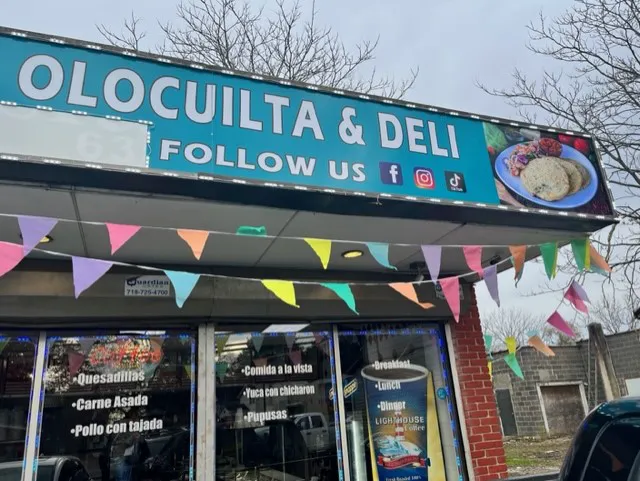 OLOCUILTA & DELI
FOLLOW US
Guardian
718-725-4700
•Quesadillas
•Carne Asada
•Pollo con tajada
•Comida a la vista
•Yuca con chicharon
•Pupusas
•Breakfast
•Lunch
•Dinner
LIGHTHOUSE
Coffee